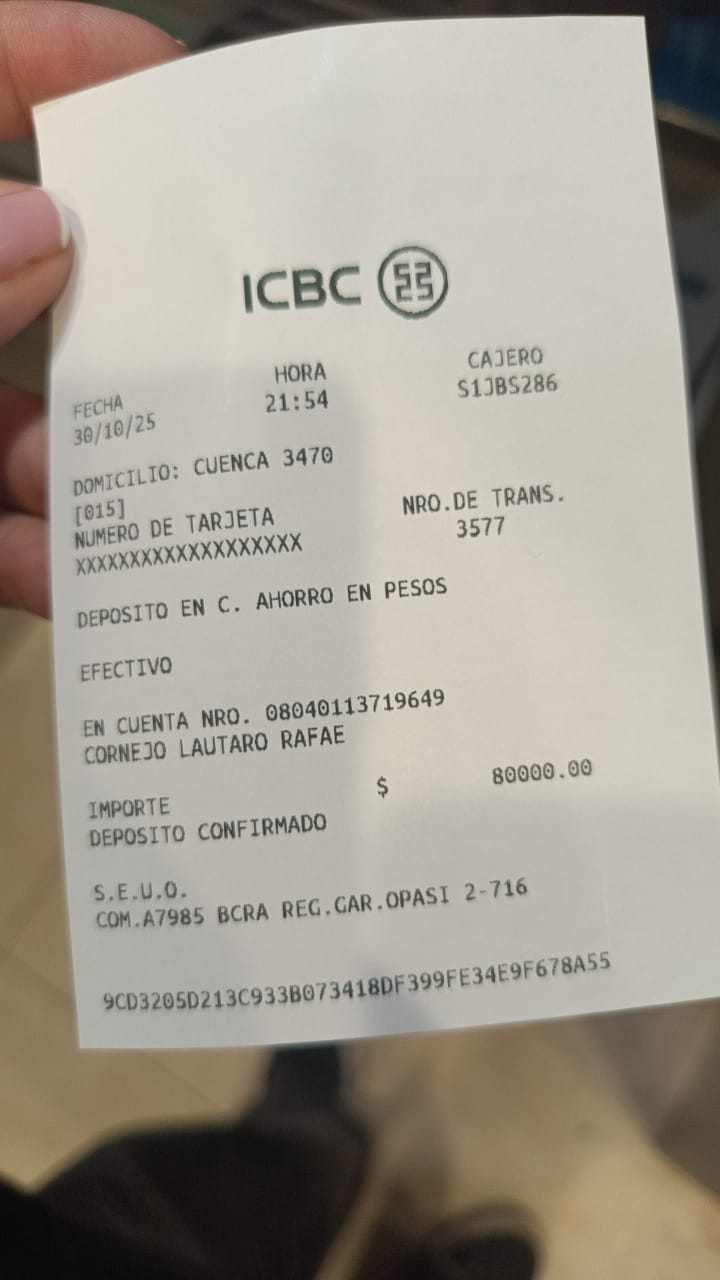 ICBC
FECHA HORA CAJERO
30/10/25 21:54 S1JBS286
DOMICILIO: CUENCA 3470
[015]
NUMERO DE TARJETA NRO.DE TRANS.
XXXXXXXXXXXXXXXXXXX 3577
DEPOSITO EN C. AHORRO EN PESOS
EFECTIVO
EN CUENTA NRO. 08040113719649
CORNEJO LAUTARO RAFAE
IMPORTE $ 80000.00
DEPOSITO CONFIRMADO
S.E.U.O.
COM.A7985 BCRA REG.GAR.OPASI 2-716
9CD3205D213C933B073418DF399FE34E9F678A55